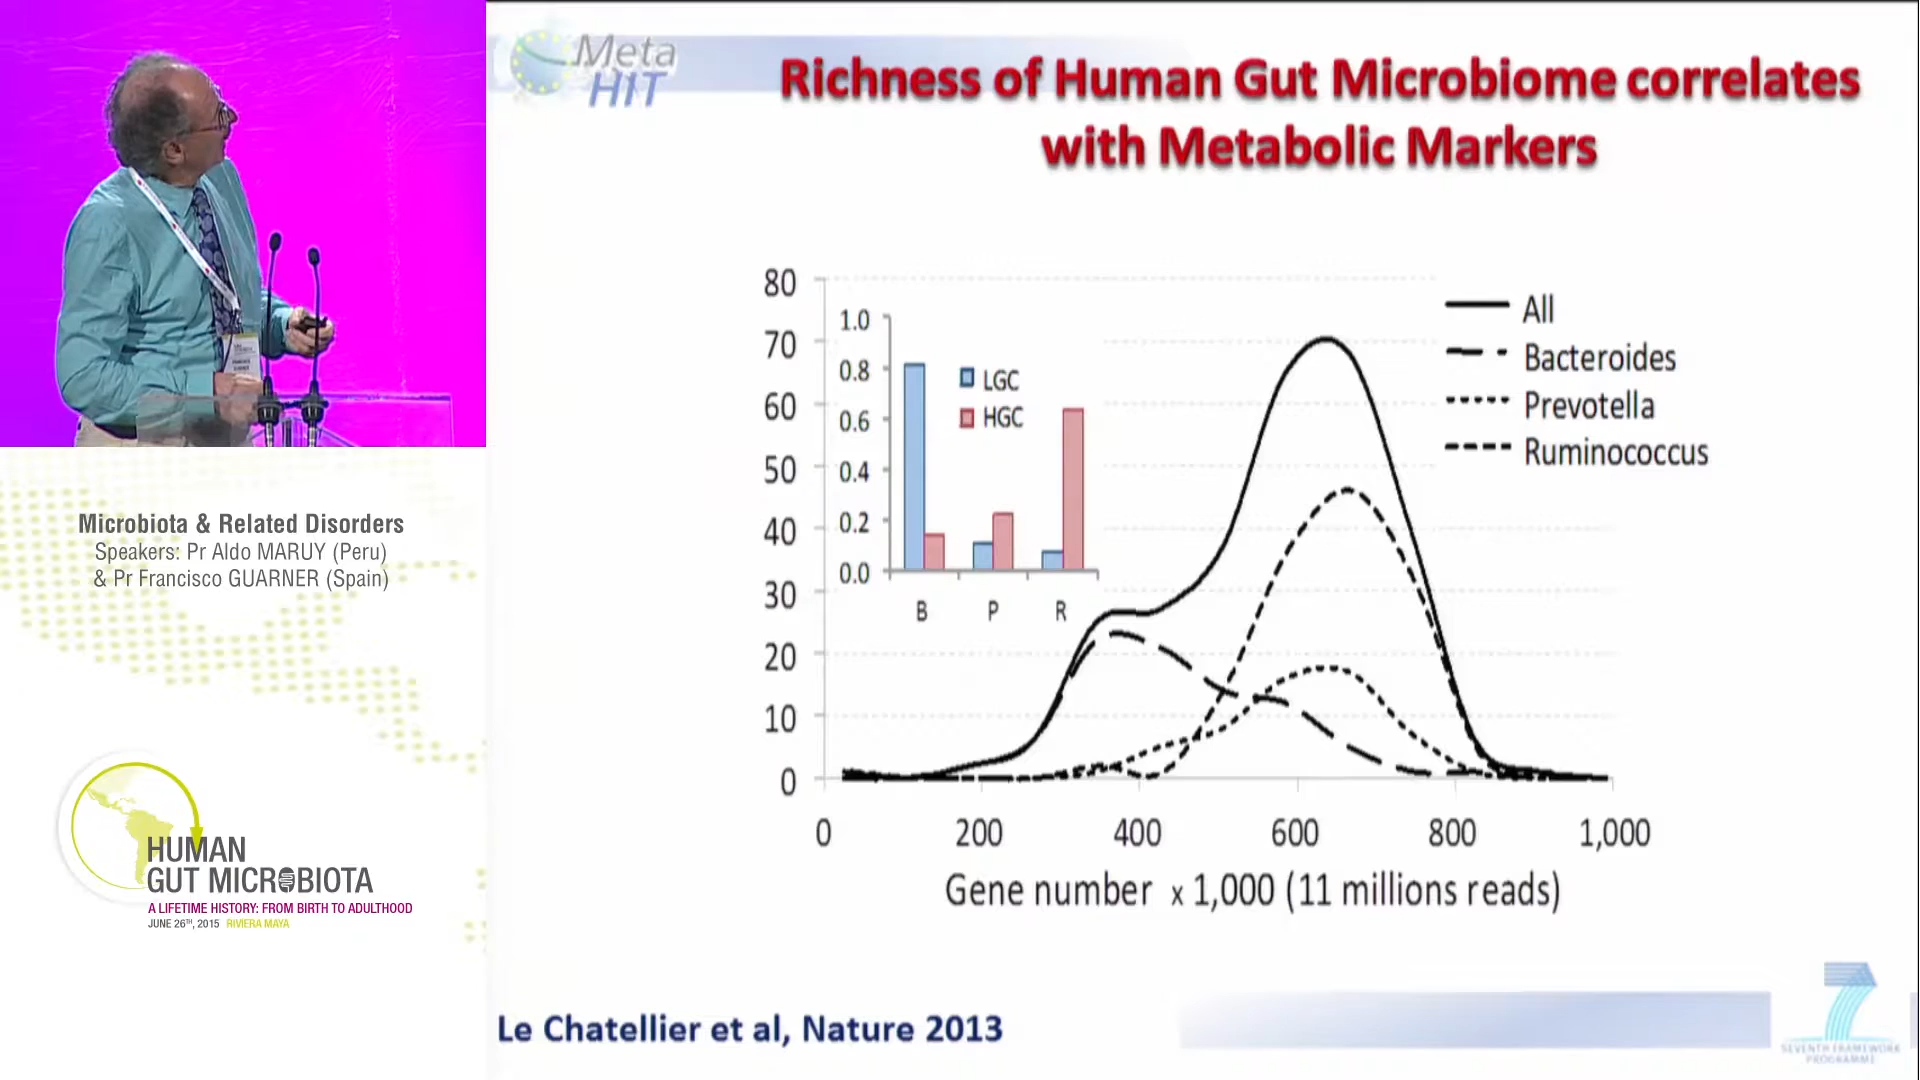 Meta
HIT
Richness of Human Gut Microbiome correlates
with Metabolic Markers
80
70
60
50
40
30
20
10
0
1.0
0.8
0.6
0.4
0.2
0.0
LGC
HGC
B P R
All
Bacteroides
Prevotella
Ruminococcus
0 200 400 600 800 1,000
Gene number x 1,000 (11 millions reads)
Le Chatellier et al, Nature 2013
7
SEVENTH FRAMEWORK
PROGRAMME
Microbiota & Related Disorders
Speakers: Pr Aldo MARUY (Peru)
& Pr Francisco GUARNER (Spain)
HUMAN
GUT MICROBIOTA
A LIFETIME HISTORY: FROM BIRTH TO ADULTHOOD
JUNE 26TH, 2015 RIVIERA MAYA